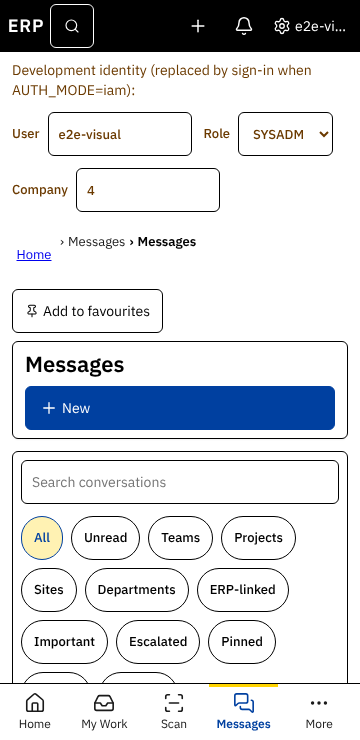 ERP e2e-vi...
Development identity (replaced by sign-in when
AUTH_MODE=iam):
User e2e-visual Role SYSADM
Company 4
Home › Messages › Messages
Add to favourites
Messages
New
Search conversations
All Unread Teams Projects
Sites Departments ERP-linked
Important Escalated Pinned
Home My Work Scan Messages More